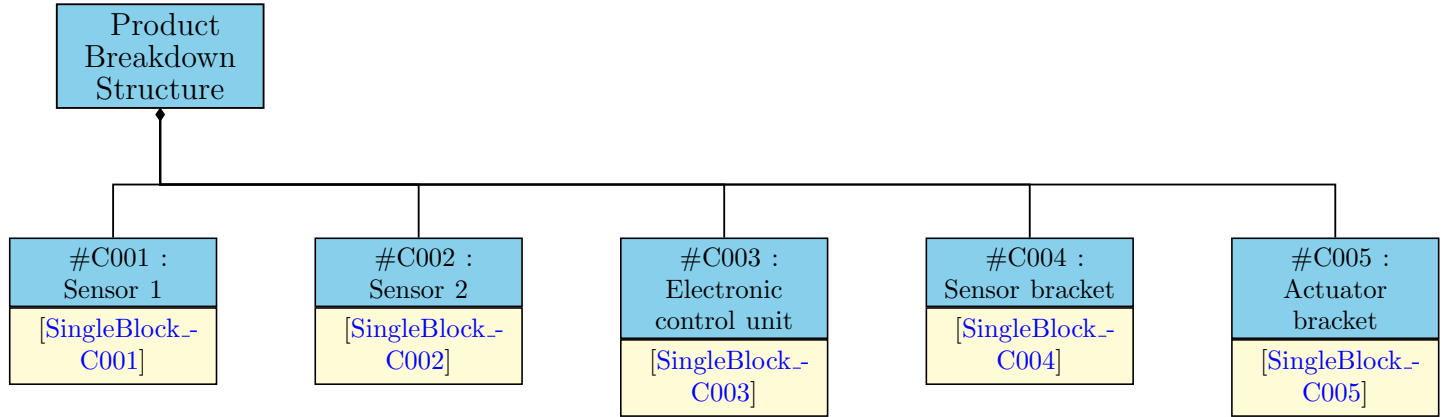 Product
Breakdown
Structure
#C001 :
Sensor 1
[SingleBlock_-
C001]
#C002 :
Sensor 2
[SingleBlock_-
C002]
#C003 :
Electronic
control unit
[SingleBlock_-
C003]
#C004 :
Sensor bracket
[SingleBlock_-
C004]
#C005 :
Actuator
bracket
[SingleBlock_-
C005]